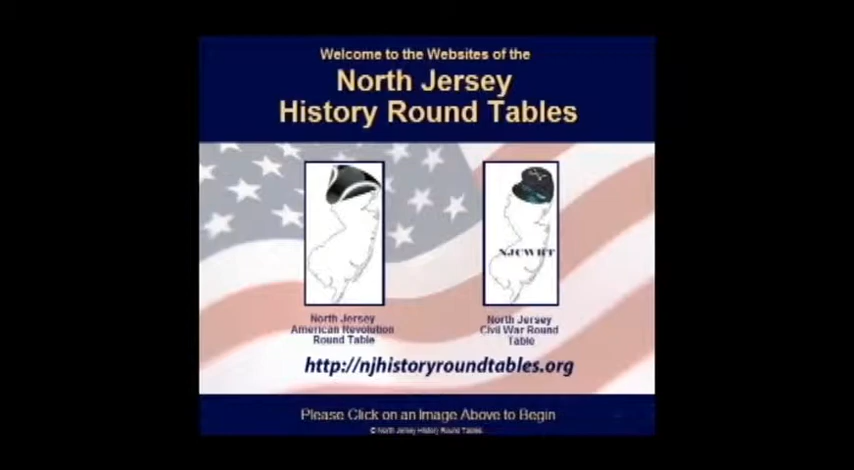 Welcome to the Websites of the
North Jersey
History Round Tables
NJCWRT
North Jersey
American Revolution
Round Table
North Jersey
Civil War Round
Table
http://njhistoryroundtables.org
Please Click on an Image Above to Begin
© North Jersey History Round Tables